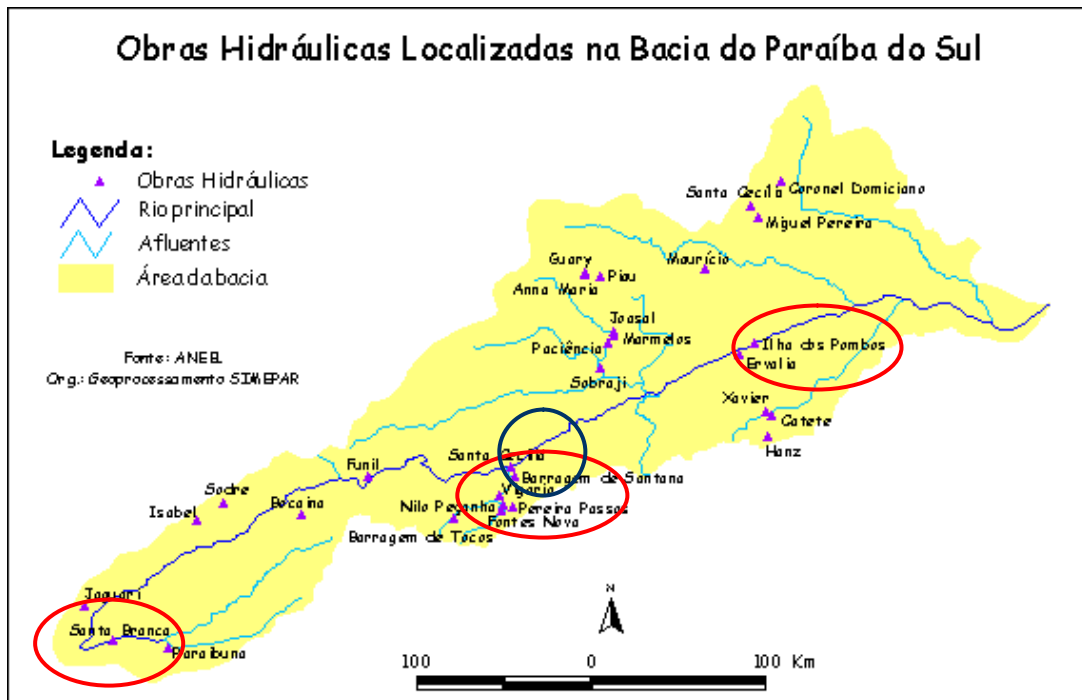 Obras Hidráulicas Localizadas na Bacia do Paraíba do Sul
Legenda:
Obras Hidráulicas
Rio principal
Afluentes
Área da bacia
Fonte: ANEEL
Org.: Geoprocessamento SIMEPAR
Santa Cecília
Coronel Domiciano
Miguel Pereira
Maurício
Guary
Piau
Anna Maria
Joasal
Marmelos
Paciência
Sobraji
Ilha dos Pombos
Ervalia
Xavier
Catete
Hanz
Santa Cecília
Barragem de Santana
Vigario
Nilo Peçanha
Pereira Passos
Fontes Nova
Barragem de Tocos
Funil
Sodre
Isabel
Bocaina
Jaguari
Santa Branca
Paraibuna
N
100 0 100 Km